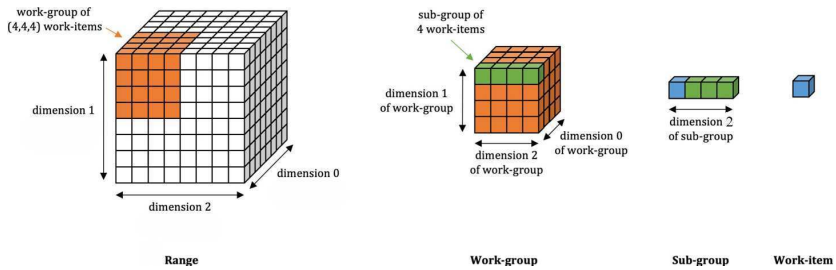 work-group of
(4,4,4) work-items
dimension 1
dimension 0
dimension 2
Range
sub-group of
4 work-items
dimension 1
of work-group
dimension 0
of work-group
dimension 2
of work-group
Work-group
dimension 2
of sub-group
Sub-group
Work-item